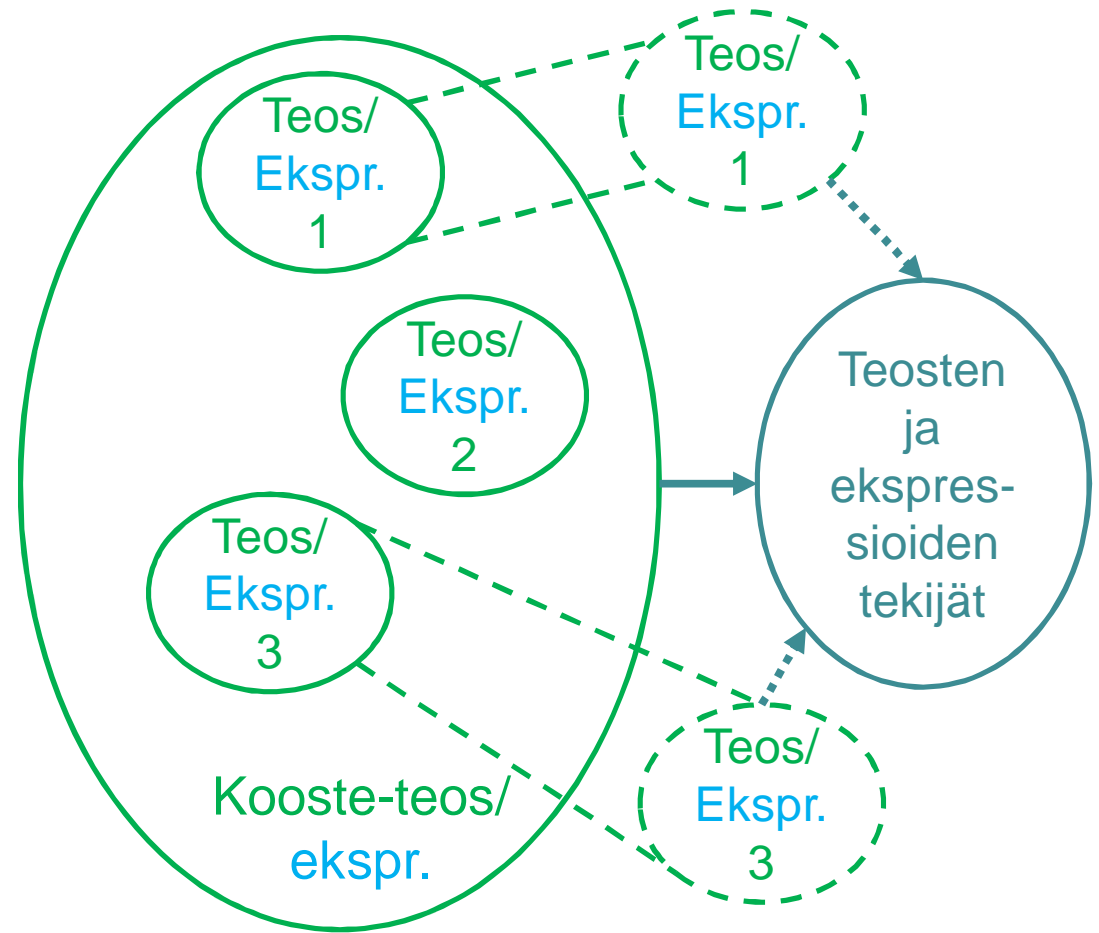 Teos/
Ekspr.
1
Teos/
Ekspr.
1
Teos/
Ekspr.
2
Teosten
ja
ekspres-
sioiden
tekijät
Teos/
Ekspr.
3
Teos/
Ekspr.
3
Kooste-teos/
ekspr.